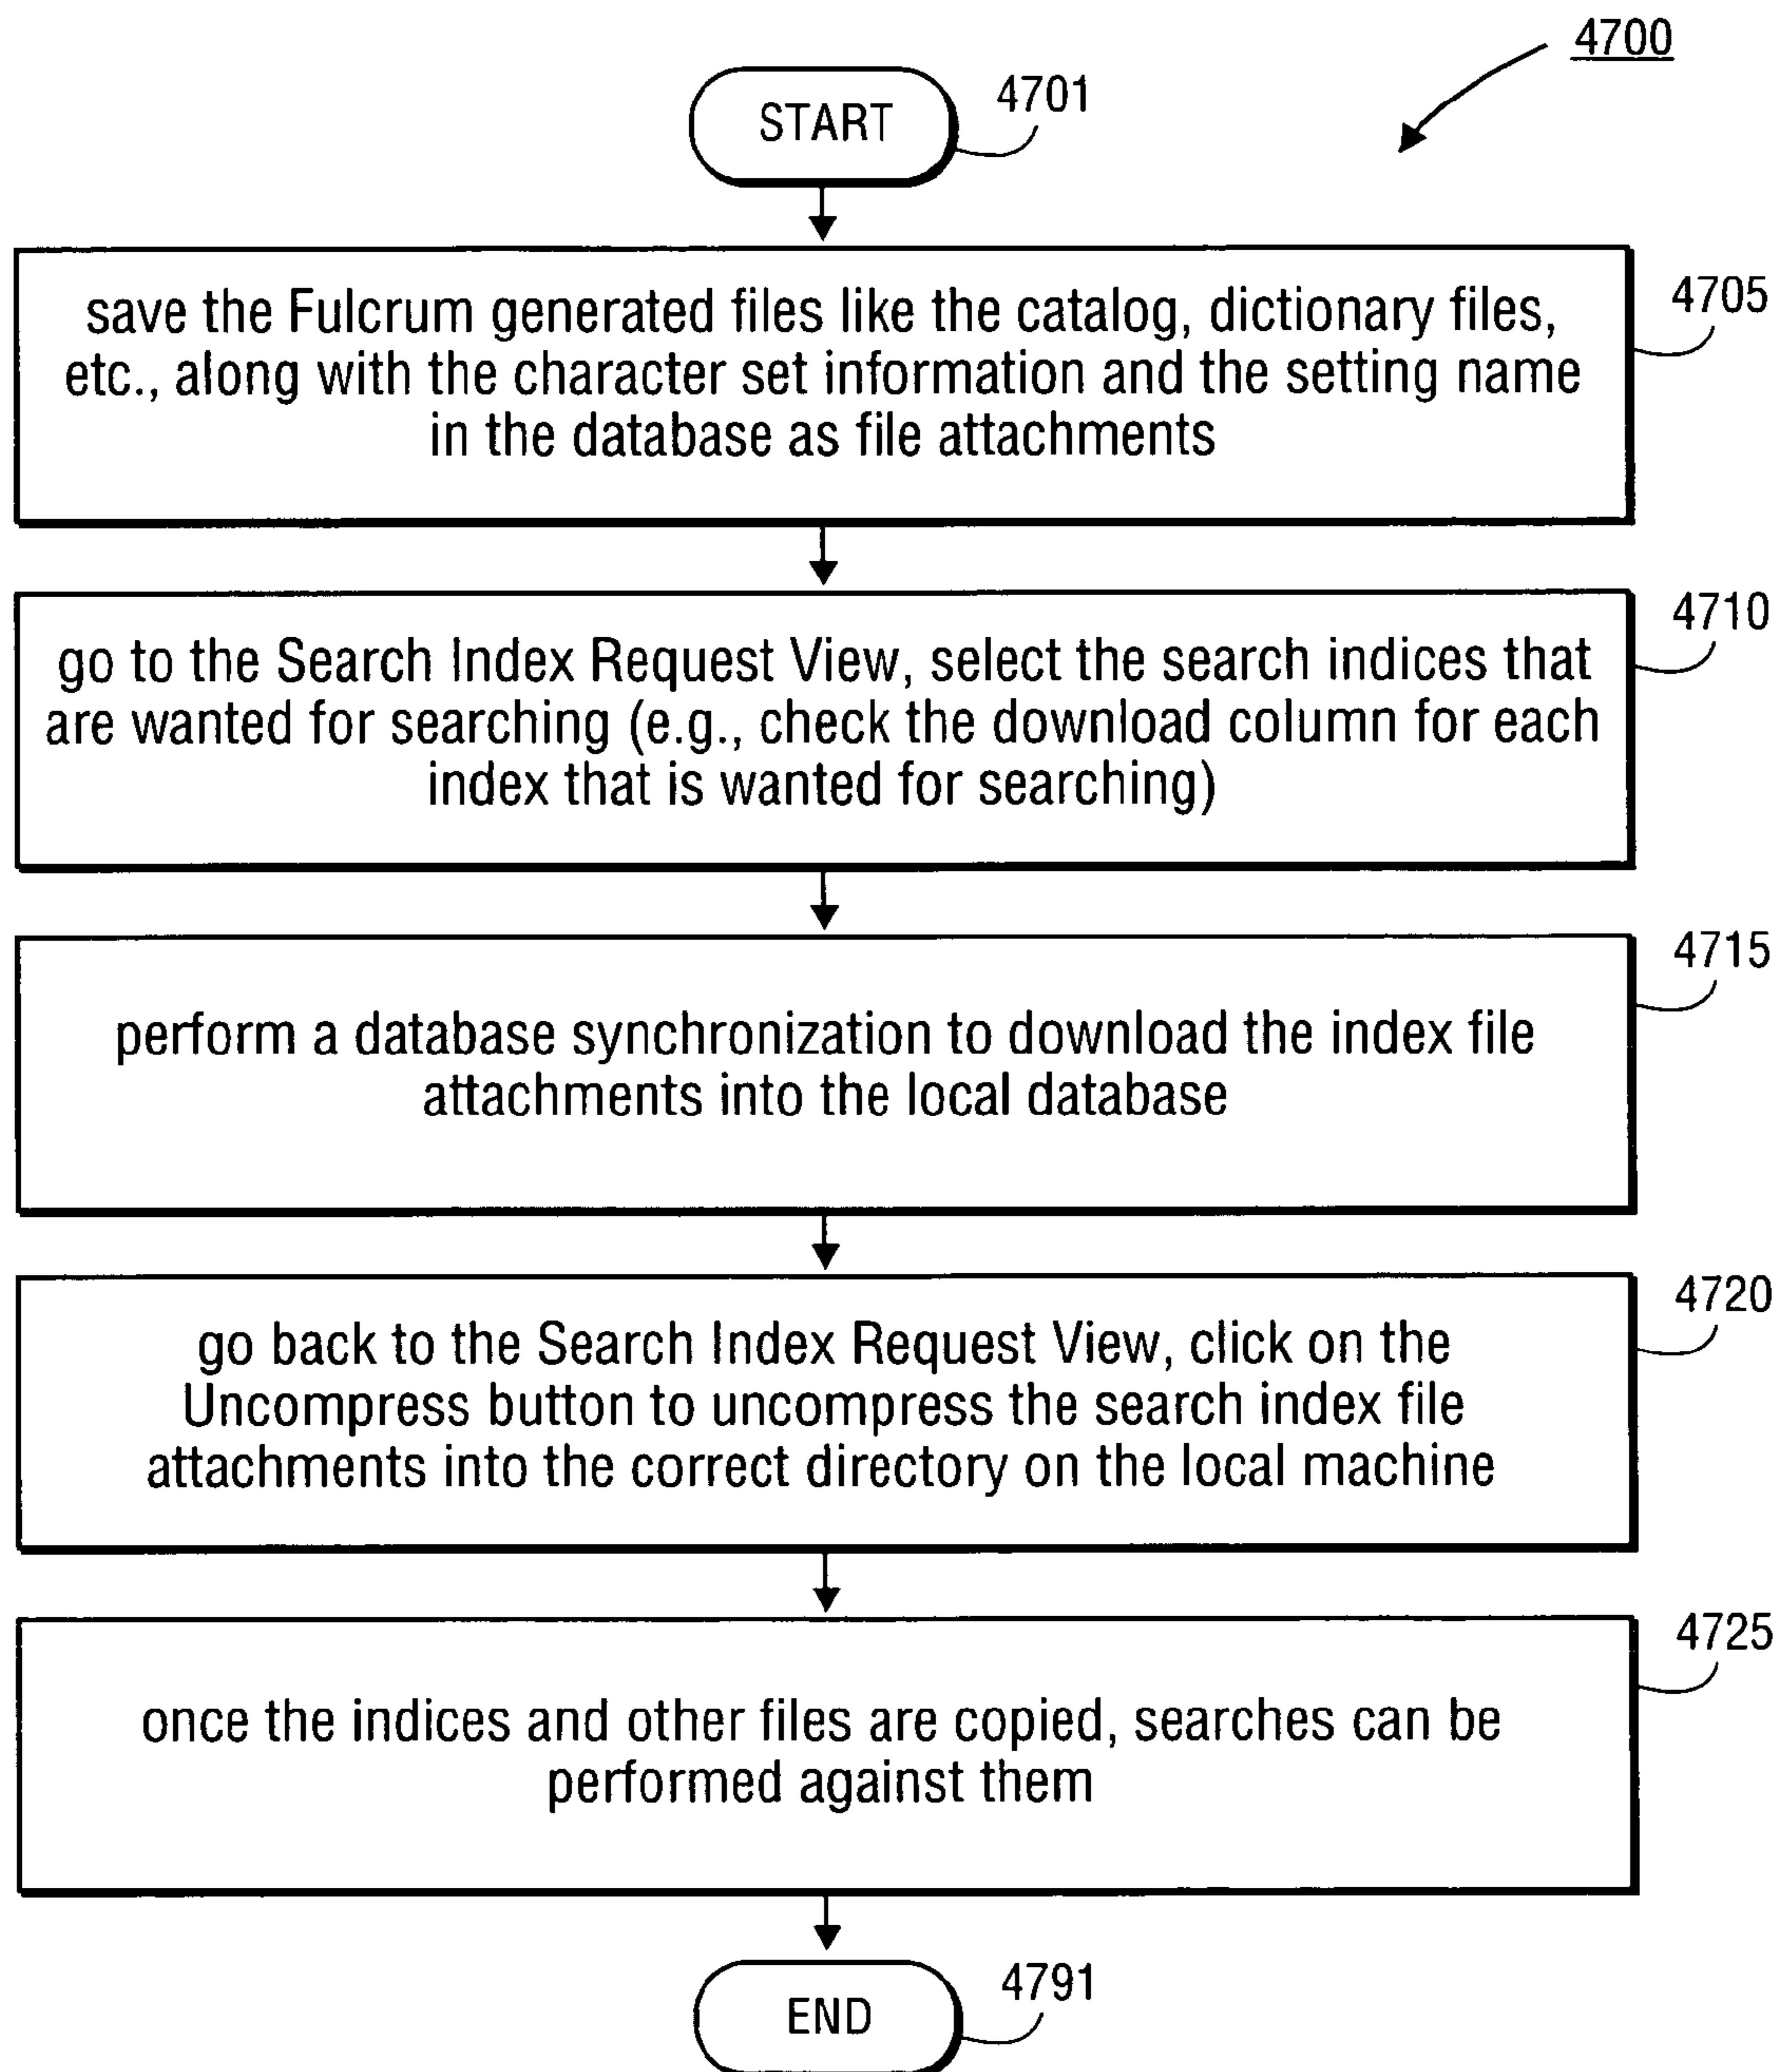 4700
START
4701
save the Fulcrum generated files like the catalog, dictionary files,
etc., along with the character set information and the setting name
in the database as file attachments
4705
go to the Search Index Request View, select the search indices that
are wanted for searching (e.g., check the download column for each
index that is wanted for searching)
4710
perform a database synchronization to download the index file
attachments into the local database
4715
go back to the Search Index Request View, click on the
Uncompress button to uncompress the search index file
attachments into the correct directory on the local machine
4720
once the indices and other files are copied, searches can be
performed against them
4725
END
4791